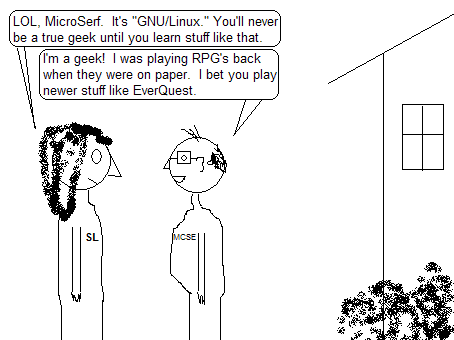 LOL, MicroSerf.  It's "GNU/Linux." You'll never
be a true geek until you learn stuff like that.
I'm a geek!  I was playing RPG's back
when they were on paper.  I bet you play
newer stuff like EverQuest.
SL
MCSE